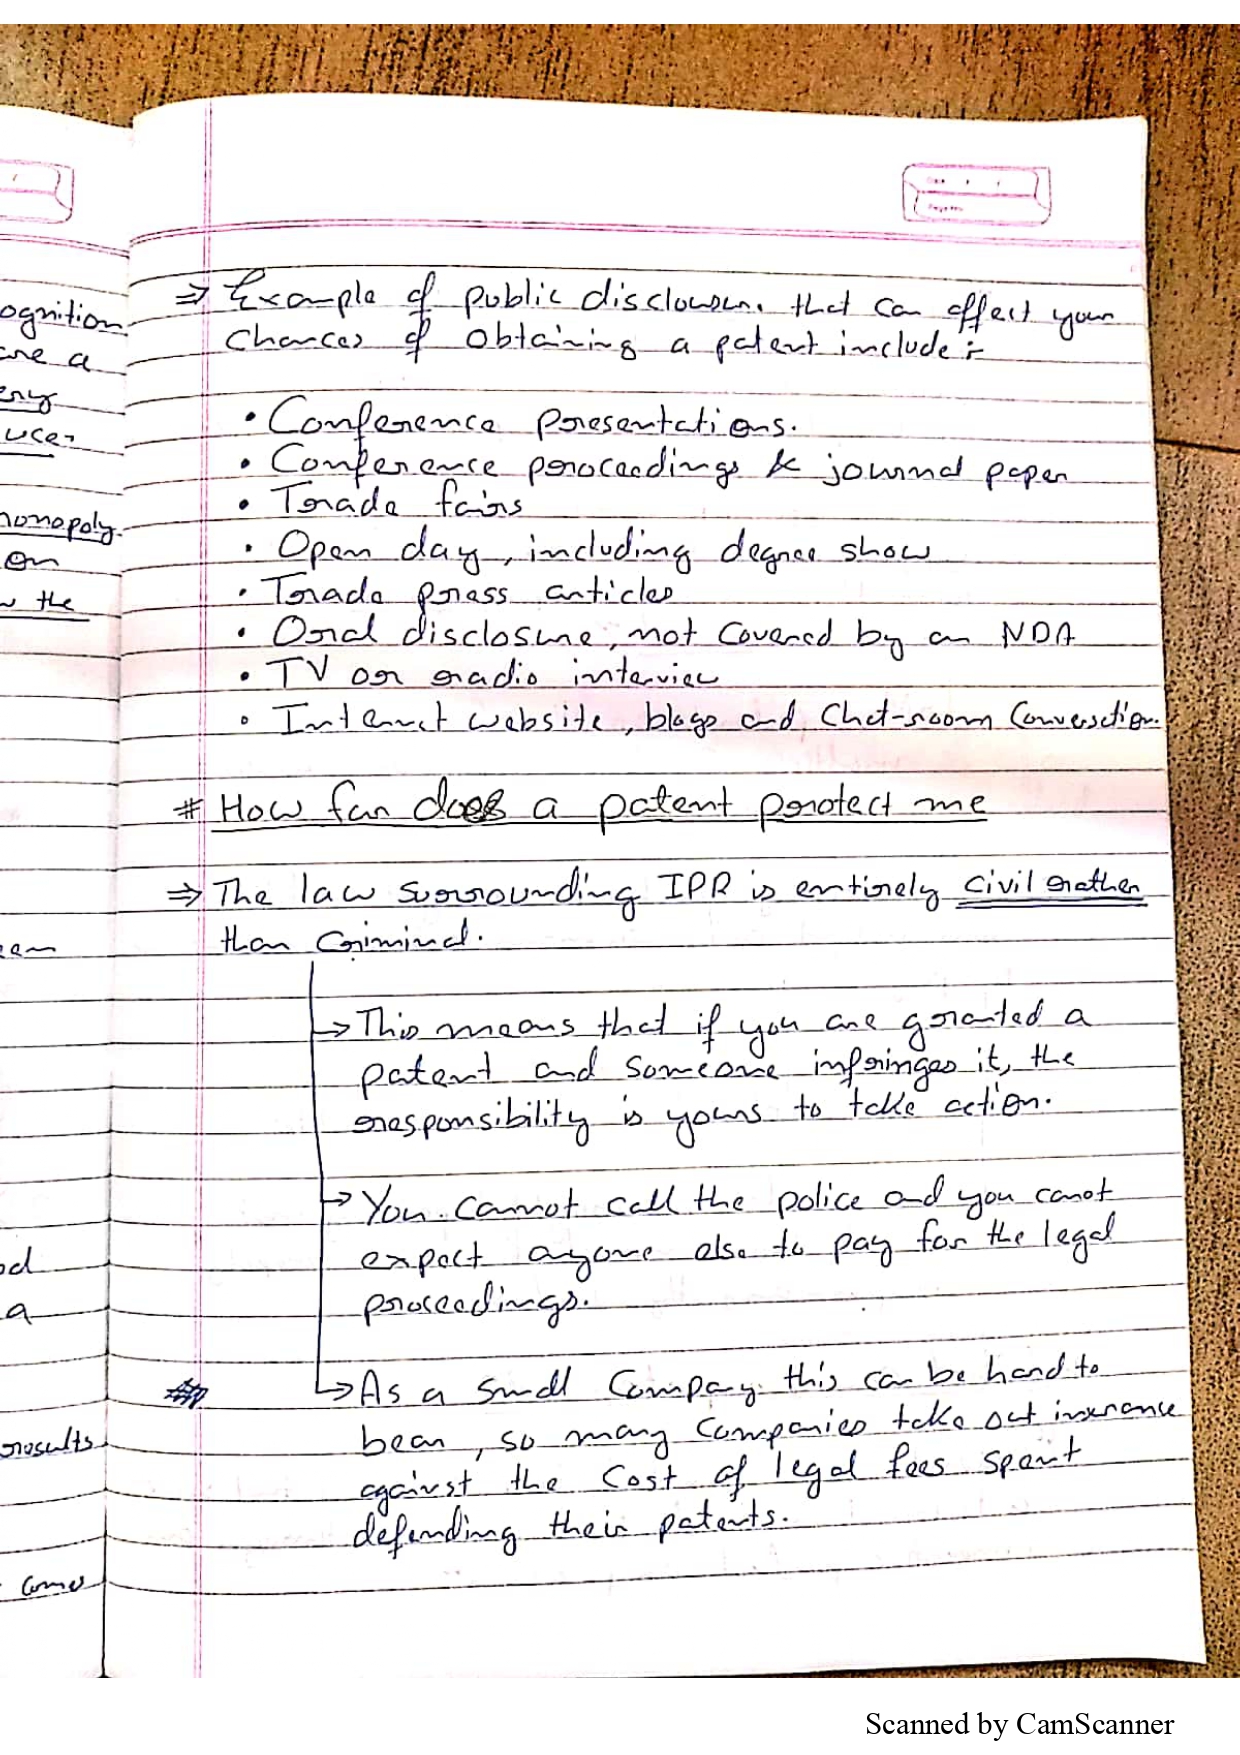 ognition
are a
ery
uce-
monopoly.
on
the
results
⇒ Example of public disclosure. that can affect your
chances of obtaining a patent include :-
• Conference presentations.
• Conference proceedings & journal paper
• Trade fairs
• Open day, including degree show
• Trade press articles
• Oral disclosure, not covered by an NDA
• TV or radio interview
• Internet website, blogs and chat-room conversation.
# How far does a patent protect me
⇒ The law surrounding IPR is entirely civil rather
than criminal.
→ This means that if you are granted a
patent and someone infringes it, the
responsibility is yours to take action.
→ You cannot call the police and you canot
expect anyone else to pay for the legal
proceedings.
→ As a small company this can be hard to
bear, so many companies take out insurance
against the cost of legal fees spent
defending their patents.
Scanned by CamScanner